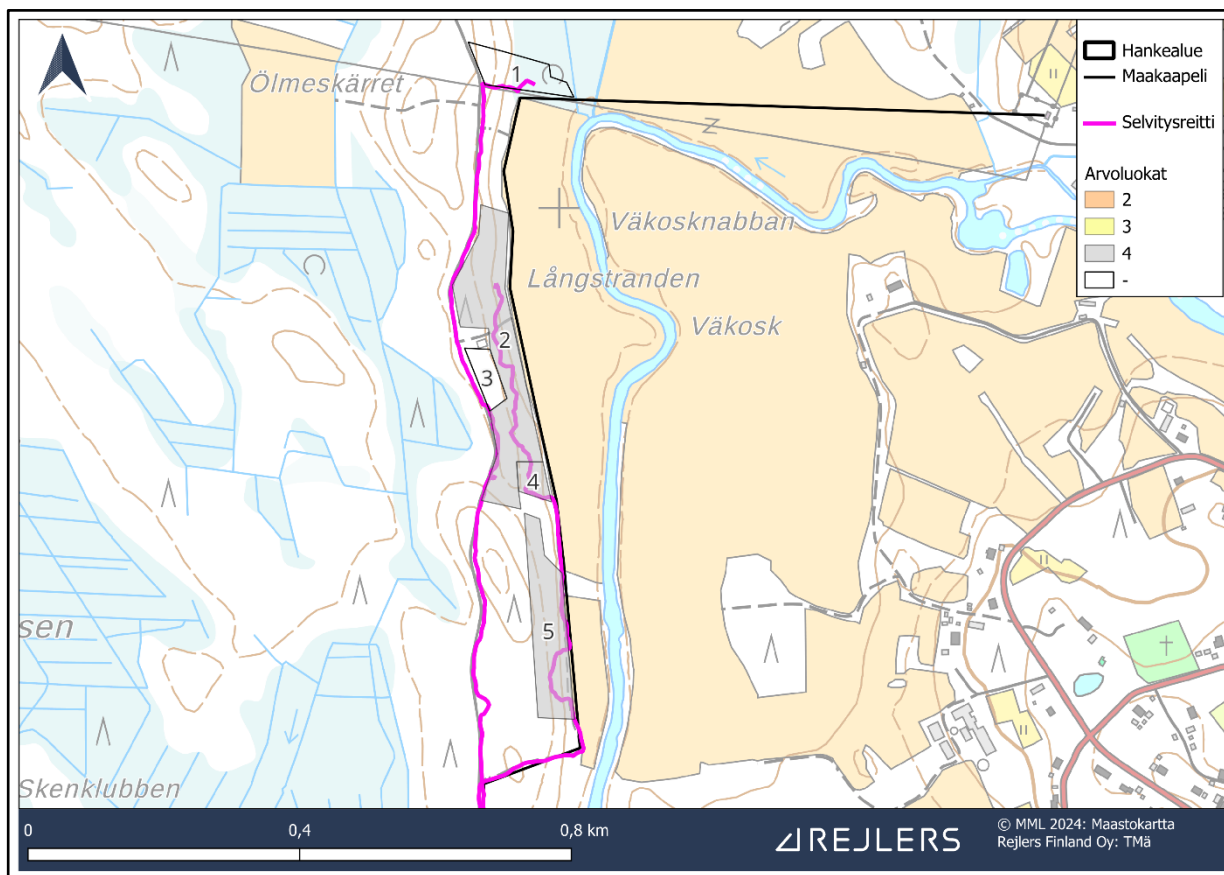 Ölmeskärret
1
Z
Väkosknabban
Långstranden
Väkosk
2
3
4
5
sen
Skenklubben
Hankealue
Maakaapeli
Selvitysreitti
Arvoluokat
2
3
4
-
0
0,4
0,8 km
REJLERS
© MML 2024: Maastokartta
Rejlers Finland Oy: TMä